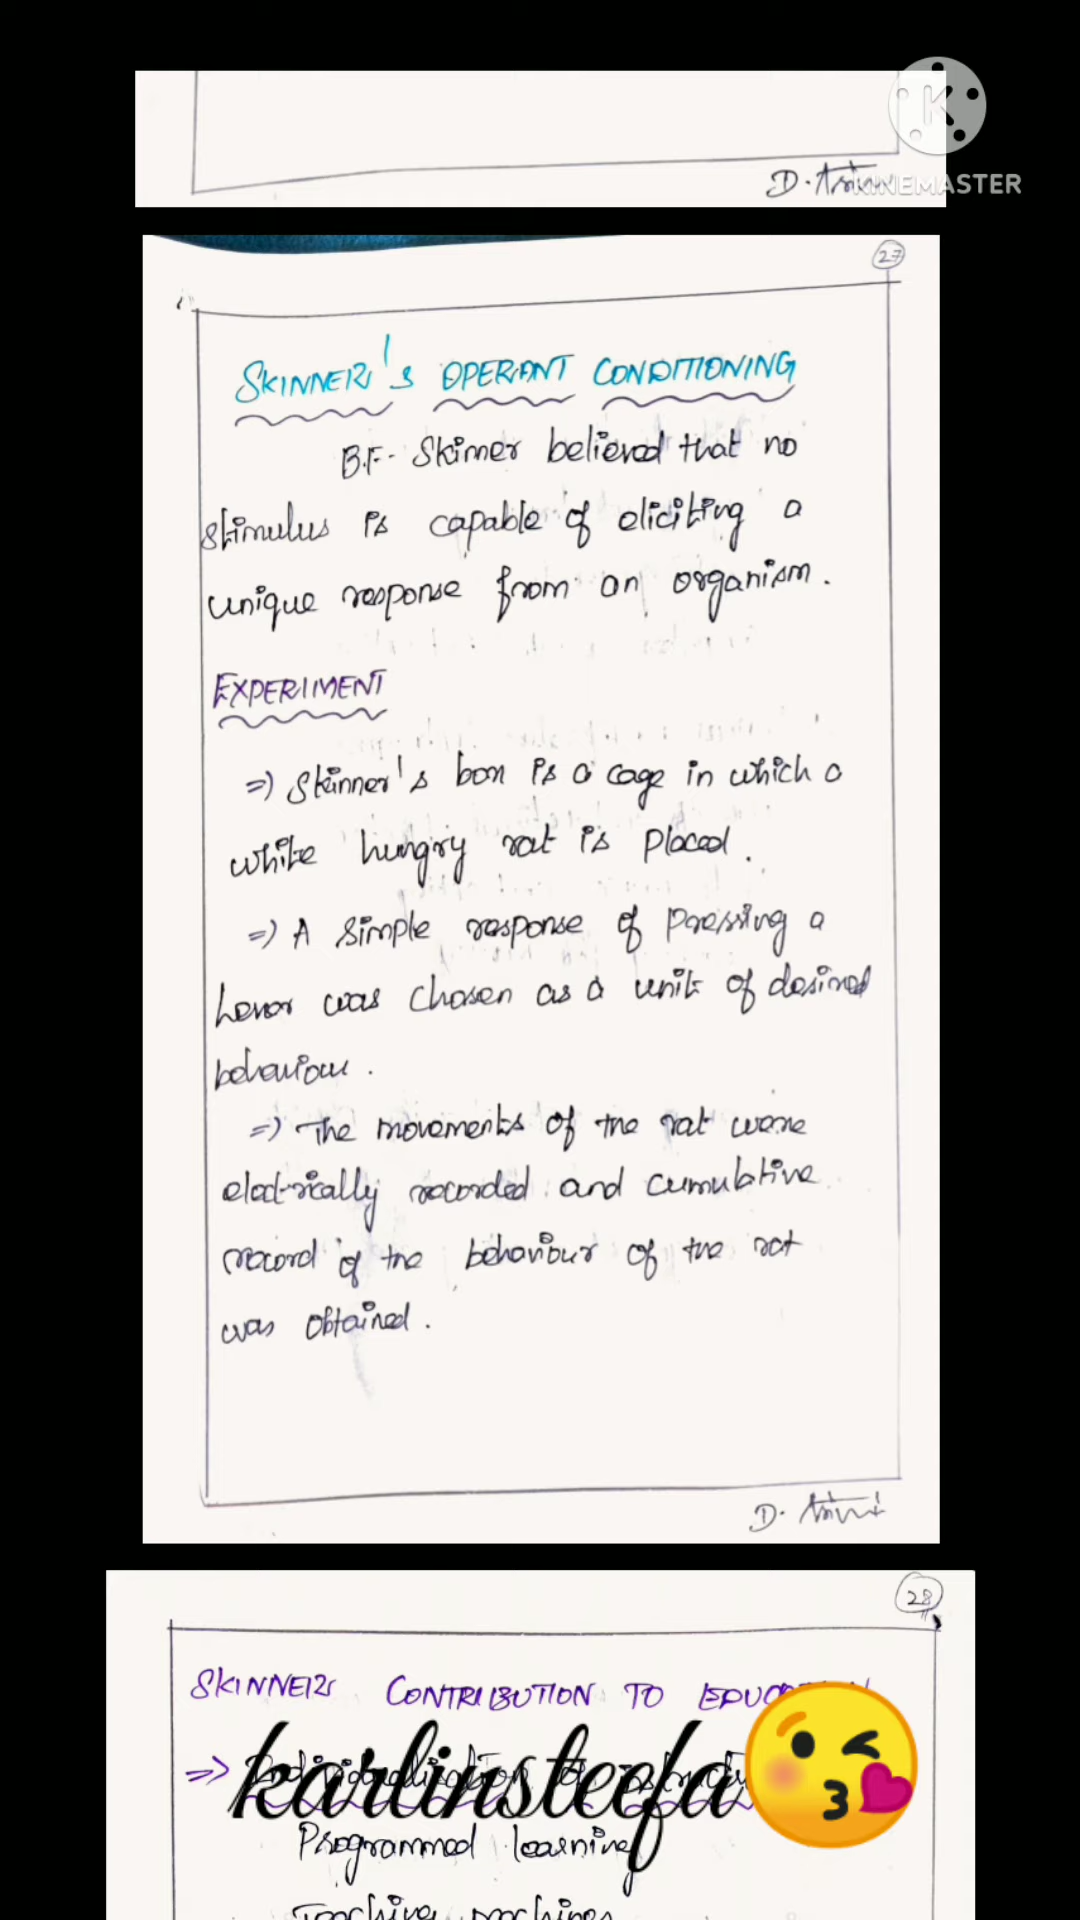 D.
KINEMASTER
27
SKINNER'S OPERANT CONDITIONING
B.F. Skinner believed that no
stimulus is capable of eliciting a
unique response from an organism.
EXPERIMENT
=) Skinner's box is a cage in which a
white hungry rat is placed.
=) A simple response of pressing a
Lever was chosen as a unit of desired
behaviour.
=) The movements of the rat were
electrically recorded and cumulative
record of the behaviour of the rat
was obtained.
D.
28
SKINNER CONTRIBUTION TO
=>
karlinsteefa
Programmed learning
Teaching machines